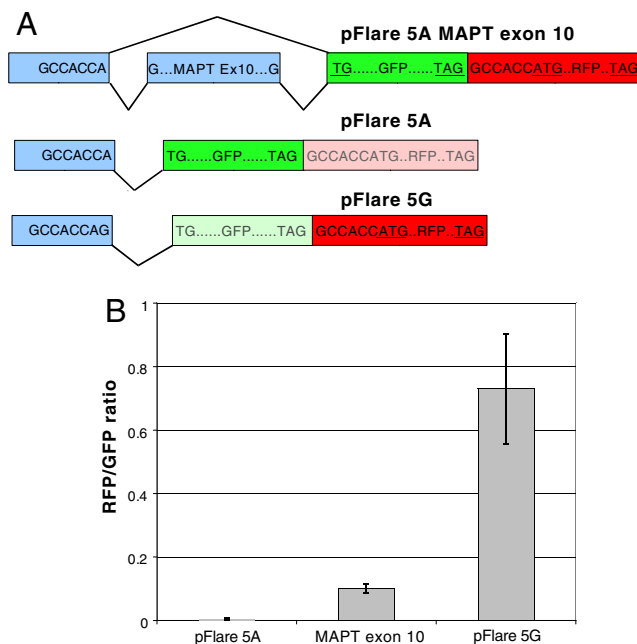 A
pFlare 5A MAPT exon 10
GCCACCA G...MAPT Ex10...G TG......GFP......TAG GCCACCATG..RFP..TAG
pFlare 5A
GCCACCA TG......GFP......TAG GCCACCATG..RFP..TAG
pFlare 5G
GCCACCAG TG......GFP......TAG GCCACCATG..RFP..TAG
B
RFP/GFP ratio
1
0.8
0.6
0.4
0.2
0
pFlare 5A MAPT exon 10 pFlare 5G